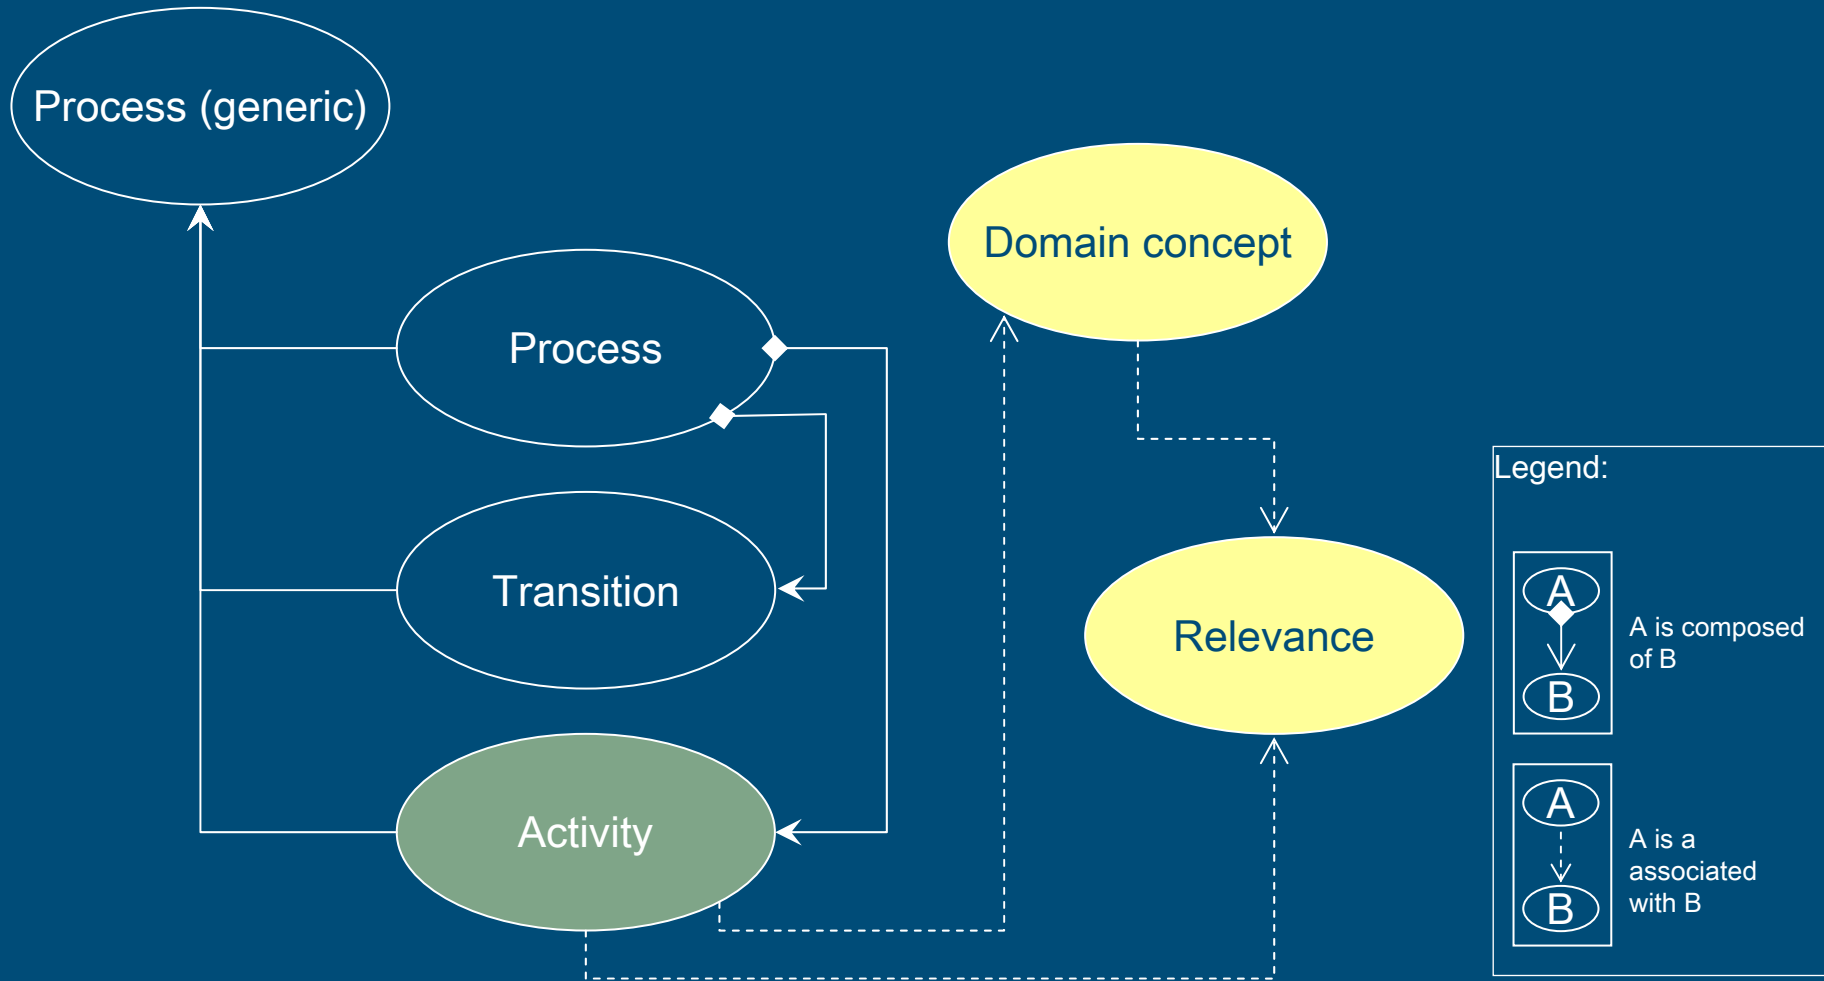 Process (generic)
Process
Transition
Activity
Domain concept
Relevance
Legend:
A
B
A is composed
of B
A
B
A is a
associated
with B